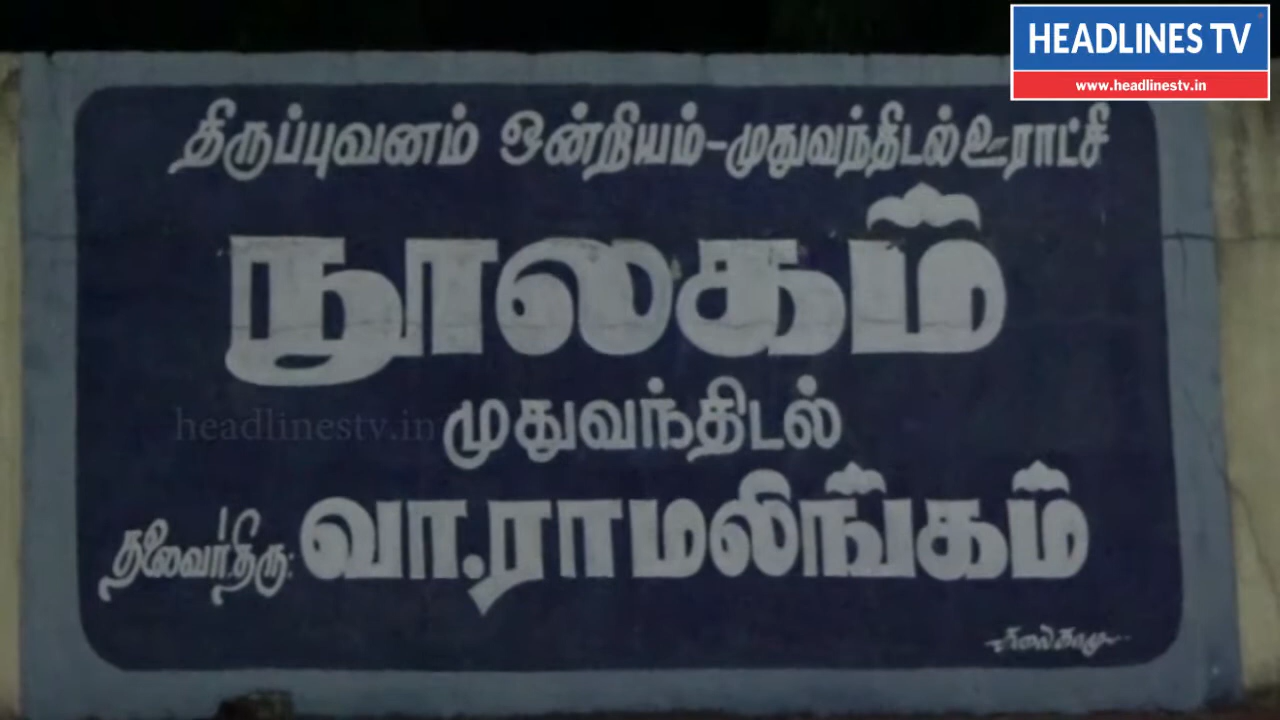 HEADLINES TV
www.headlinestv.in
திருப்புவனம் ஒன்றியம்-முதுவந்திடல் ஊராட்சி
நூலகம்
headlinestv.in
முதுவந்திடல்
தலைவர்.திரு: வா.ராமலிங்கம்